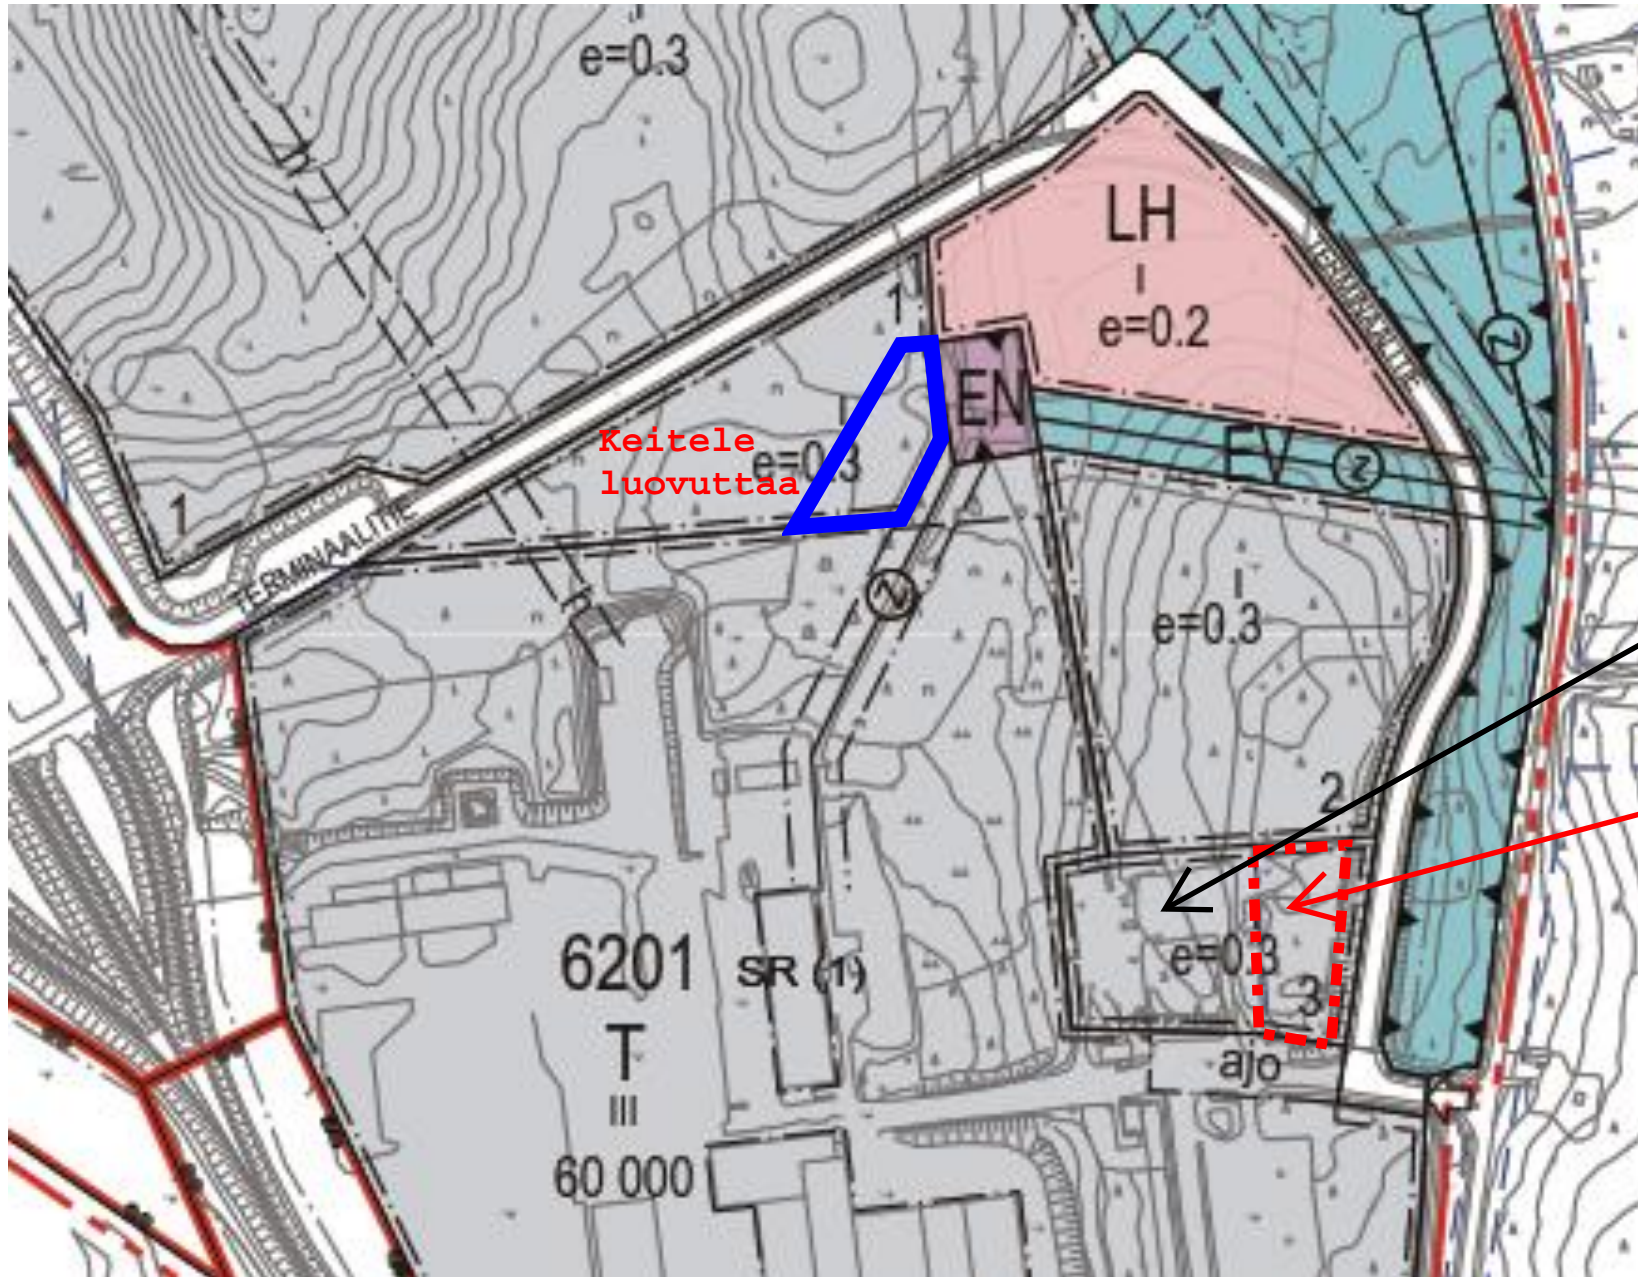 e=0.3
LH
I
e=0.2
TERMINAALITIE
1
EN
Keitele
luovuttaa
I
e=0.3
EV
1
TERMINAALITIE
I
e=0.3
2
6201
SR (1)
e=0.3
3
T
ajo
III
60 000